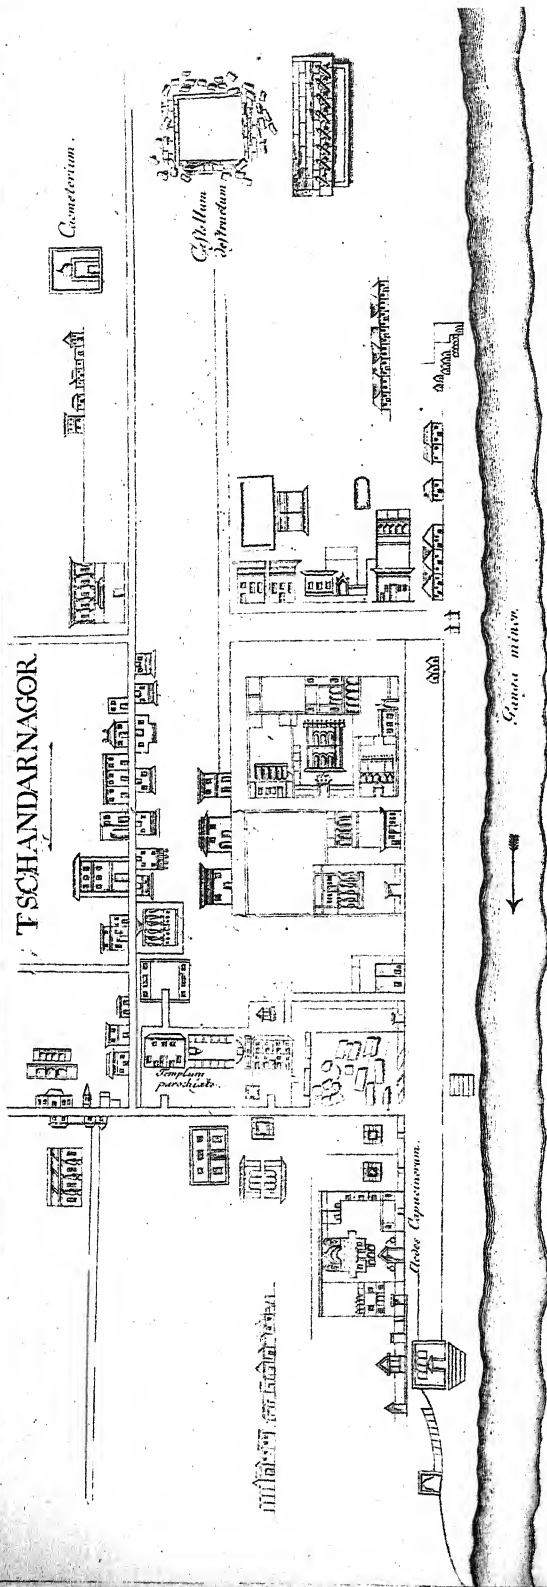 TSCHANDARNAGOR
Cœmeterium.
Castellum
destructum
Templum
parochiale.
Aedes Capucinorum.
Ganga minor.